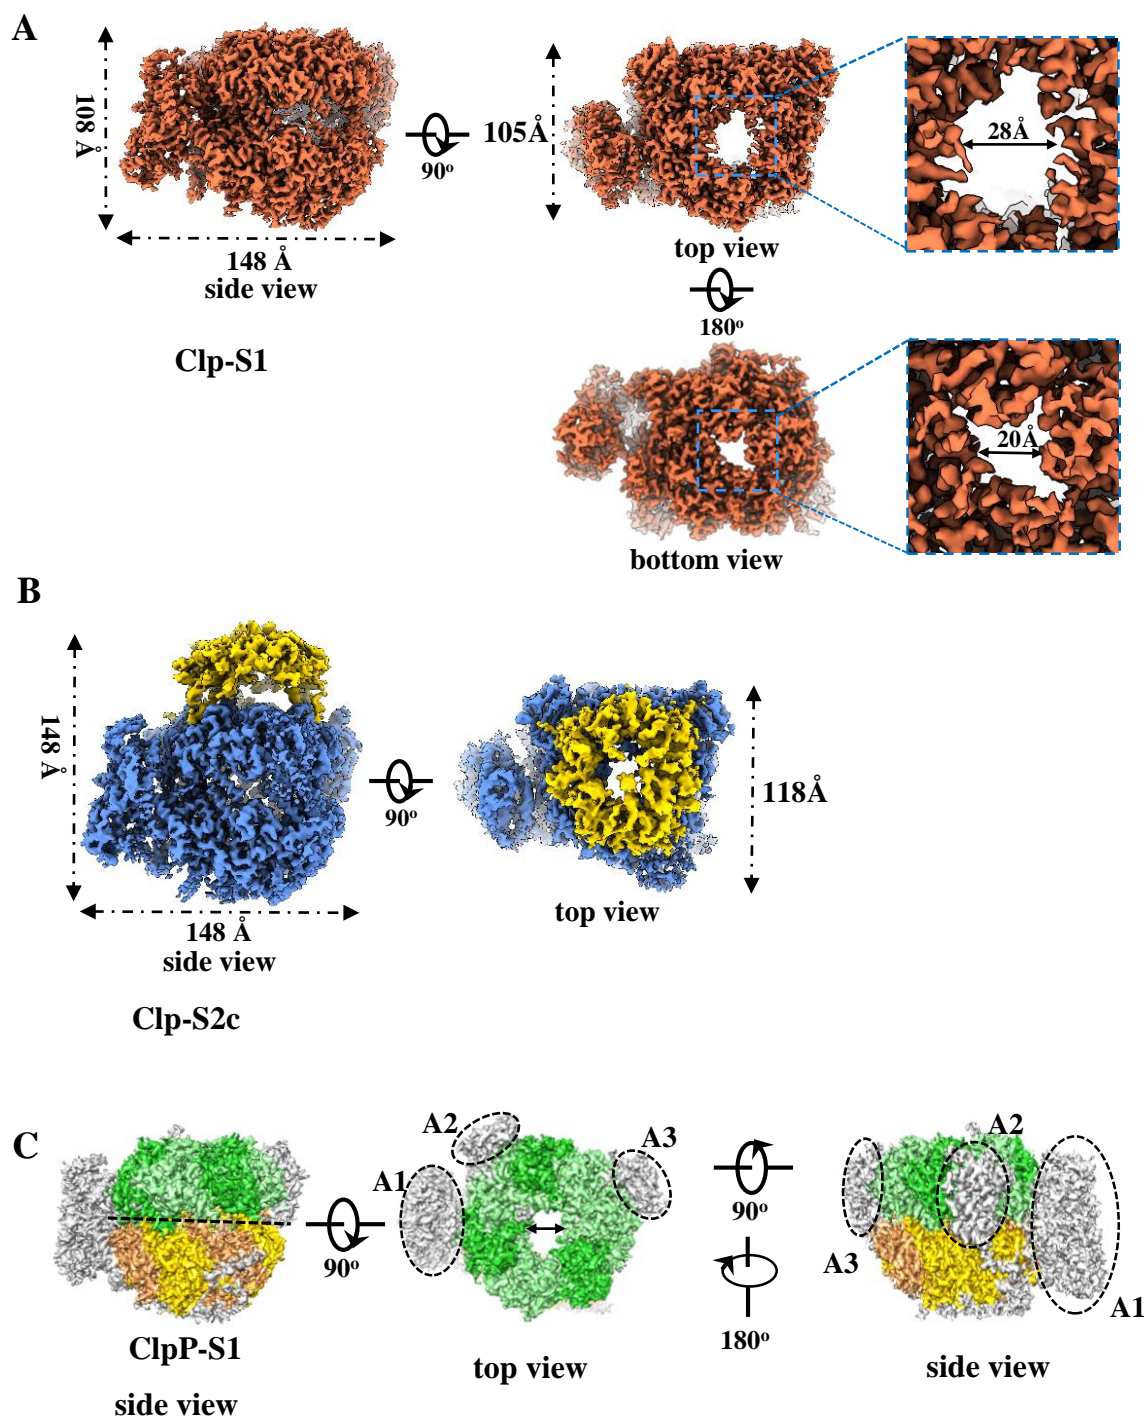 A
108 Å
148 Å
side view
90°
105Å
top view
28Å
180°
Clp-S1
20Å
bottom view
B
148 Å
148 Å
side view
90°
118Å
top view
Clp-S2c
C
A2
A3
A1
A2
90°
90°
A3
A1
180°
ClpP-S1
top view
side view
side view